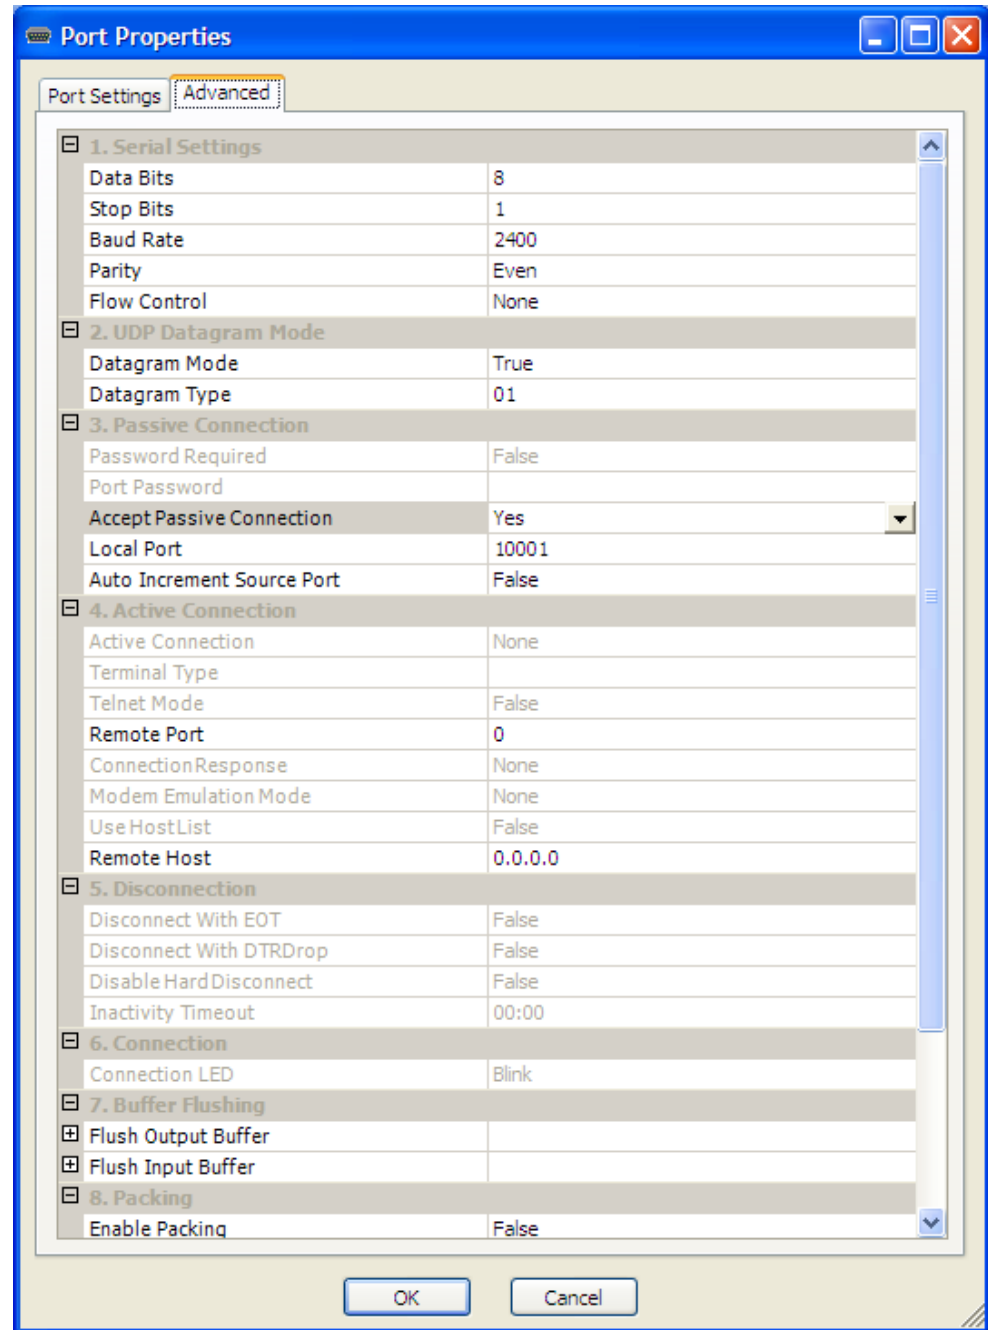 Port Properties
Port Settings Advanced
1. Serial Settings
Data Bits 8
Stop Bits 1
Baud Rate 2400
Parity Even
Flow Control None
2. UDP Datagram Mode
Datagram Mode True
Datagram Type 01
3. Passive Connection
Password Required False
Port Password
Accept Passive Connection Yes
Local Port 10001
Auto Increment Source Port False
4. Active Connection
Active Connection None
Terminal Type
Telnet Mode False
Remote Port 0
ConnectionResponse None
Modem Emulation Mode None
Use Host List False
Remote Host 0.0.0.0
5. Disconnection
Disconnect With EOT False
Disconnect With DTRDrop False
Disable Hard Disconnect False
Inactivity Timeout 00:00
6. Connection
Connection LED Blink
7. Buffer Flushing
Flush Output Buffer
Flush Input Buffer
8. Packing
Enable Packing False
OK Cancel